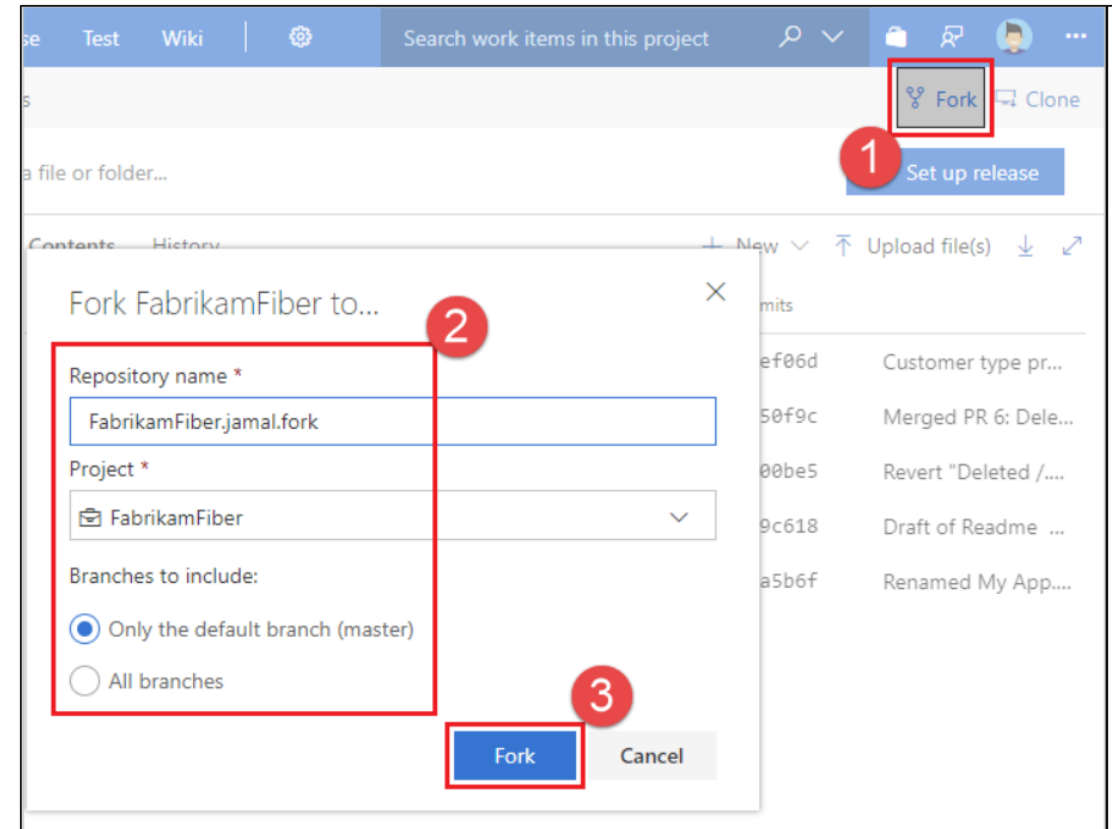 se Test Wiki Search work items in this project
s Fork Clone
1
a file or folder... Set up release
Contents History New Upload file(s)
Fork FabrikamFiber to...
2
mits
Repository name *
ef06d Customer type pr...
FabrikamFiber.jamal.fork
50f9c Merged PR 6: Dele...
Project *
00be5 Revert "Deleted /....
FabrikamFiber
9c618 Draft of Readme ...
Branches to include:
a5b6f Renamed My App....
Only the default branch (master)
All branches
3
Fork Cancel